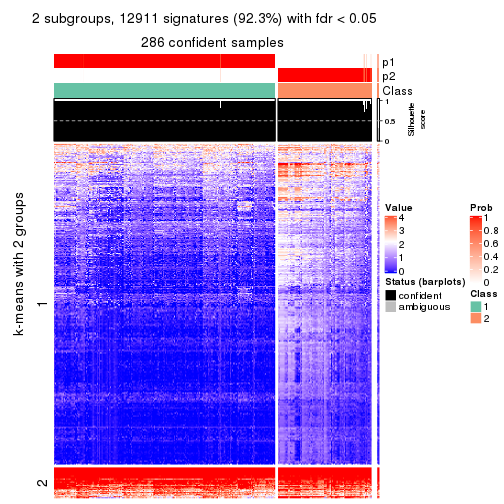 2 subgroups, 12911 signatures (92.3%) with fdr < 0.05
286 confident samples
p1
p2
Class
1
0.5
0
Silhouette
score
k-means with 2 groups
1
2
Value
4
3
2
1
0
Status (barplots)
confident
ambiguous
Prob
1
0.8
0.6
0.4
0.2
0
Class
1
2